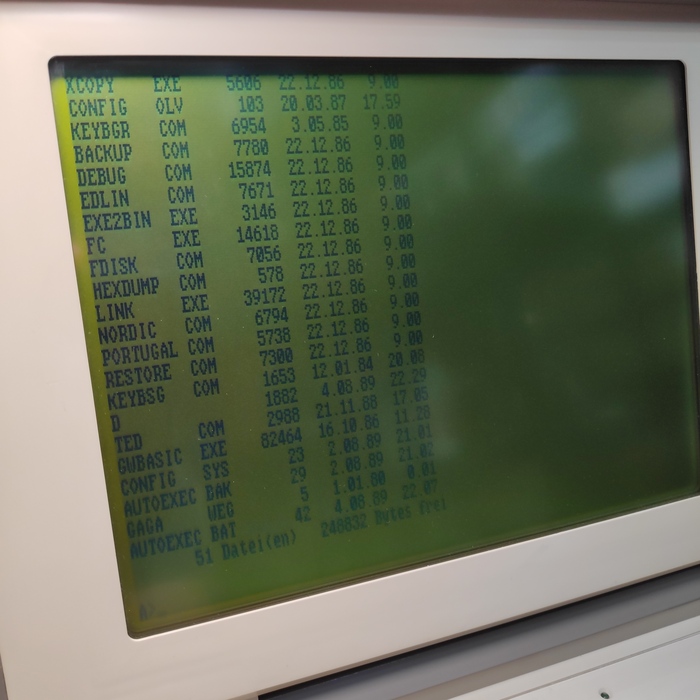 XCOPY EXE 5606 22.12.86 9.00
CONFIG OLV 103 20.03.87 17.59
KEYBGR COM 6954 3.05.85 9.00
BACKUP COM 7780 22.12.86 9.00
DEBUG COM 15874 22.12.86 9.00
EDLIN COM 7671 22.12.86 9.00
EXE2BIN EXE 3146 22.12.86 9.00
FC EXE 14618 22.12.86 9.00
FDISK COM 7056 22.12.86 9.00
HEXDUMP COM 578 22.12.86 9.00
LINK EXE 39172 22.12.86 9.00
NORDIC COM 6794 22.12.86 9.00
PORTUGAL COM 5738 22.12.86 9.00
RESTORE COM 7300 22.12.86 9.00
KEYBSG COM 1653 12.01.84 20.08
D 1882 4.08.89 22.29
TED COM 2988 21.11.88 17.05
GWBASIC EXE 82464 16.10.86 11.28
CONFIG SYS 23 2.08.89 21.01
AUTOEXEC BAK 29 2.08.89 21.02
GAGA WEG 5 1.01.80 0.01
AUTOEXEC BAT 42 4.08.89 22.07
51 Datei(en) 248832 Bytes frei